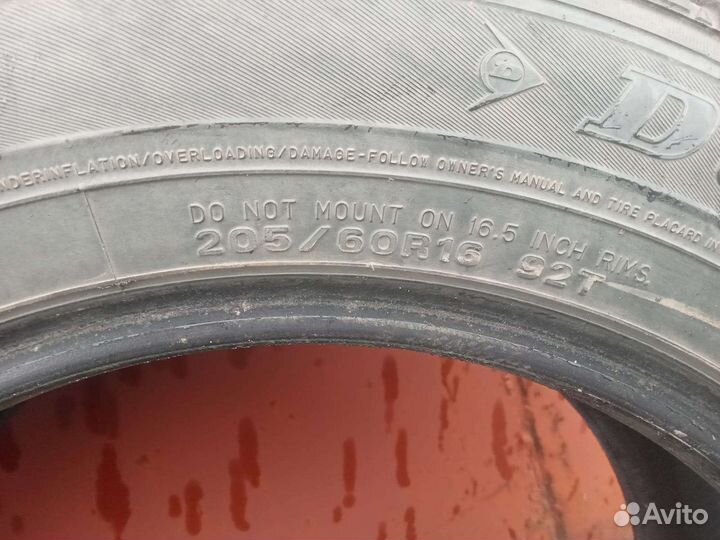 D
NDERINFLATION/OVERLOADING/DAMAGE-FOLLOW OWNER'S MANUAL AND TIRE PLACARD IN
DO NOT MOUNT ON 16.5 INCH RIMS.
205/60R16 92T
Avito